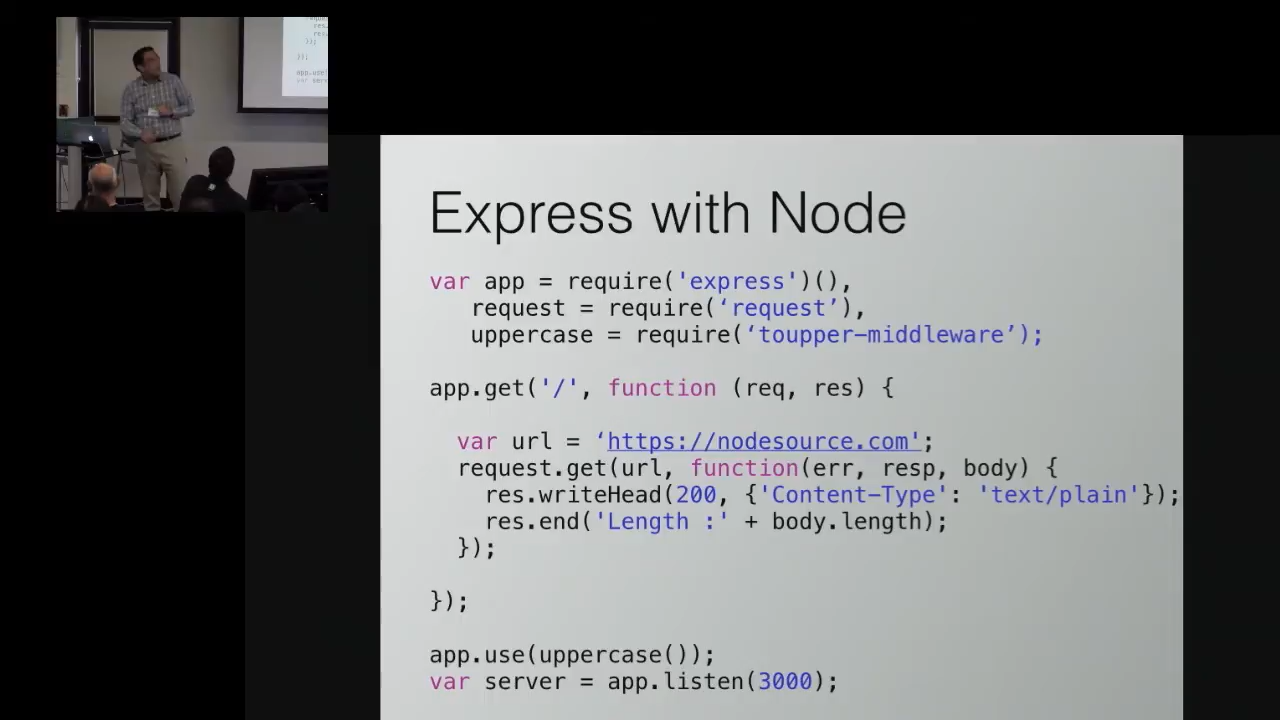 Express with Node
var app = require('express')(),
request = require(‘request’),
uppercase = require(‘toupper-middleware’);
app.get('/', function (req, res) {
var url = ‘https://nodesource.com';
request.get(url, function(err, resp, body) {
res.writeHead(200, {'Content-Type': 'text/plain'});
res.end('Length :' + body.length);
});
});
app.use(uppercase());
var server = app.listen(3000);